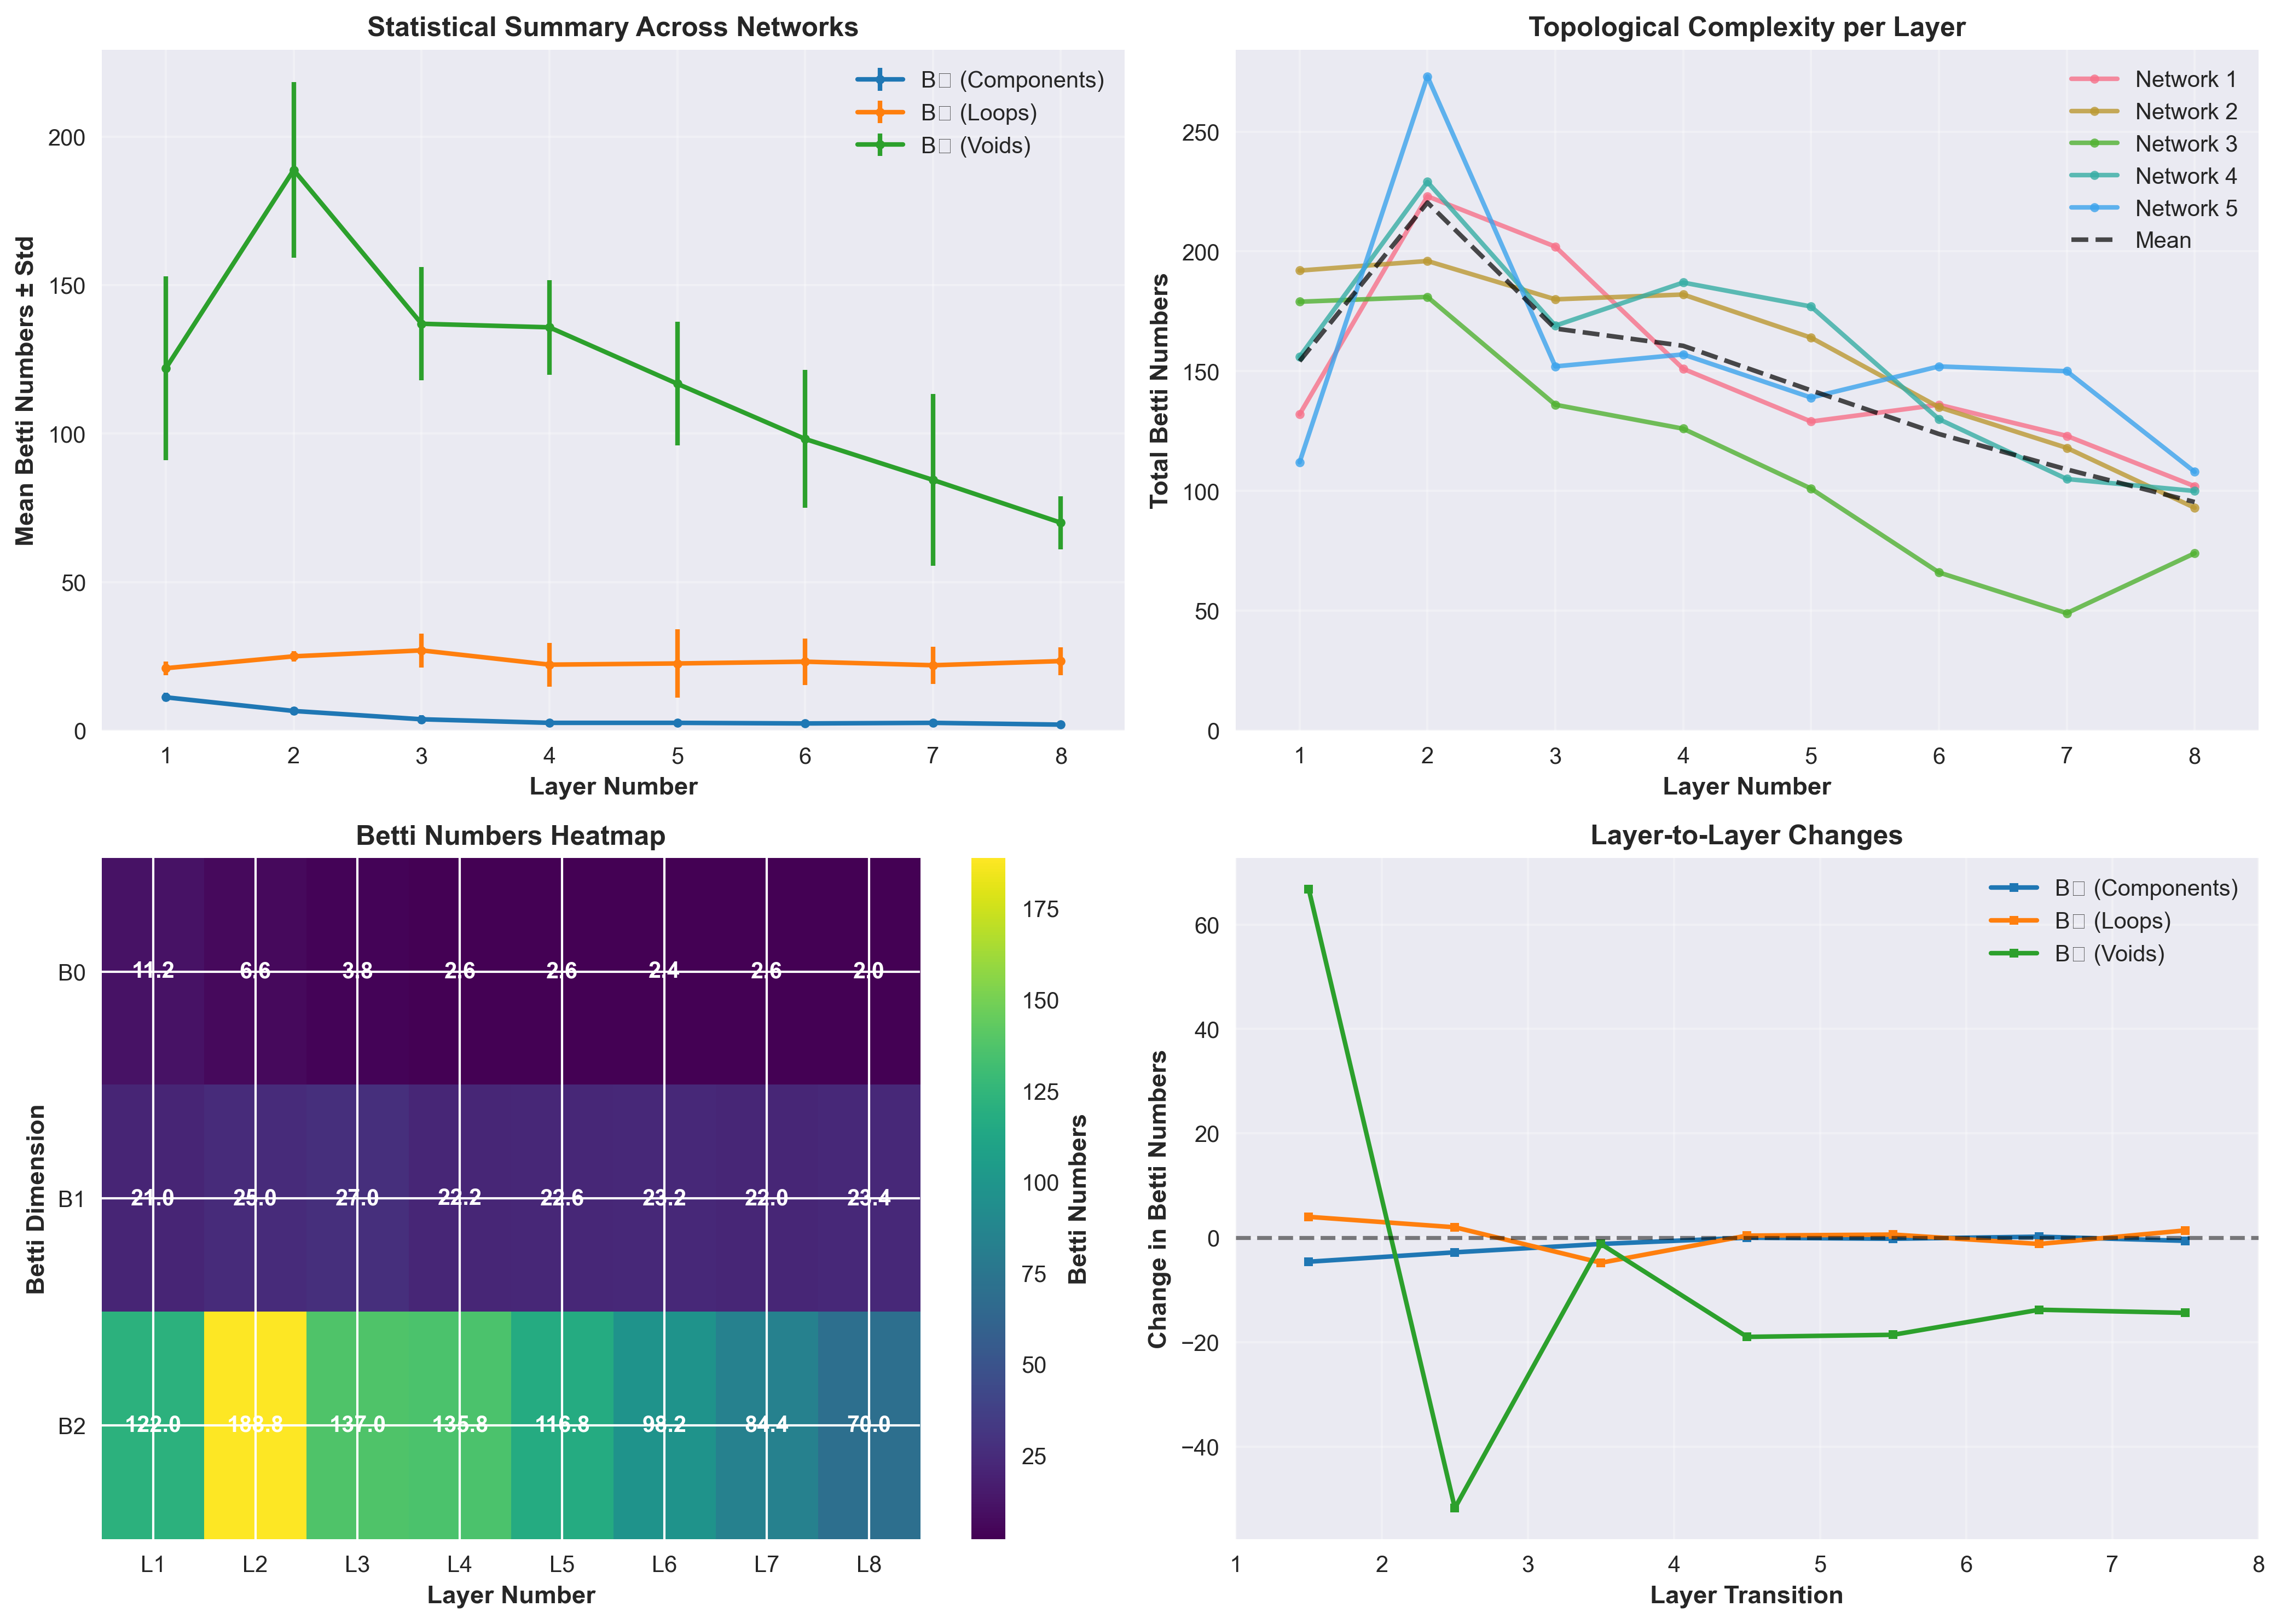 Statistical Summary Across Networks
Mean Betti Numbers ± Std
200
150
100
50
0
1 2 3 4 5 6 7 8
Layer Number
B□ (Components)
B□ (Loops)
B□ (Voids)
Topological Complexity per Layer
Total Betti Numbers
250
200
150
100
50
0
1 2 3 4 5 6 7 8
Layer Number
Network 1
Network 2
Network 3
Network 4
Network 5
Mean
Betti Numbers Heatmap
Betti Dimension
B0 11.2 6.6 3.8 2.6 2.6 2.4 2.6 2.0
B1 21.0 25.0 27.0 22.2 22.6 23.2 22.0 23.4
B2 122.0 188.8 137.0 135.8 116.8 98.2 84.4 70.0
L1 L2 L3 L4 L5 L6 L7 L8
Layer Number
175
150
125
100
75
50
25
Betti Numbers
Layer-to-Layer Changes
Change in Betti Numbers
60
40
20
0
−20
−40
1 2 3 4 5 6 7 8
Layer Transition
B□ (Components)
B□ (Loops)
B□ (Voids)